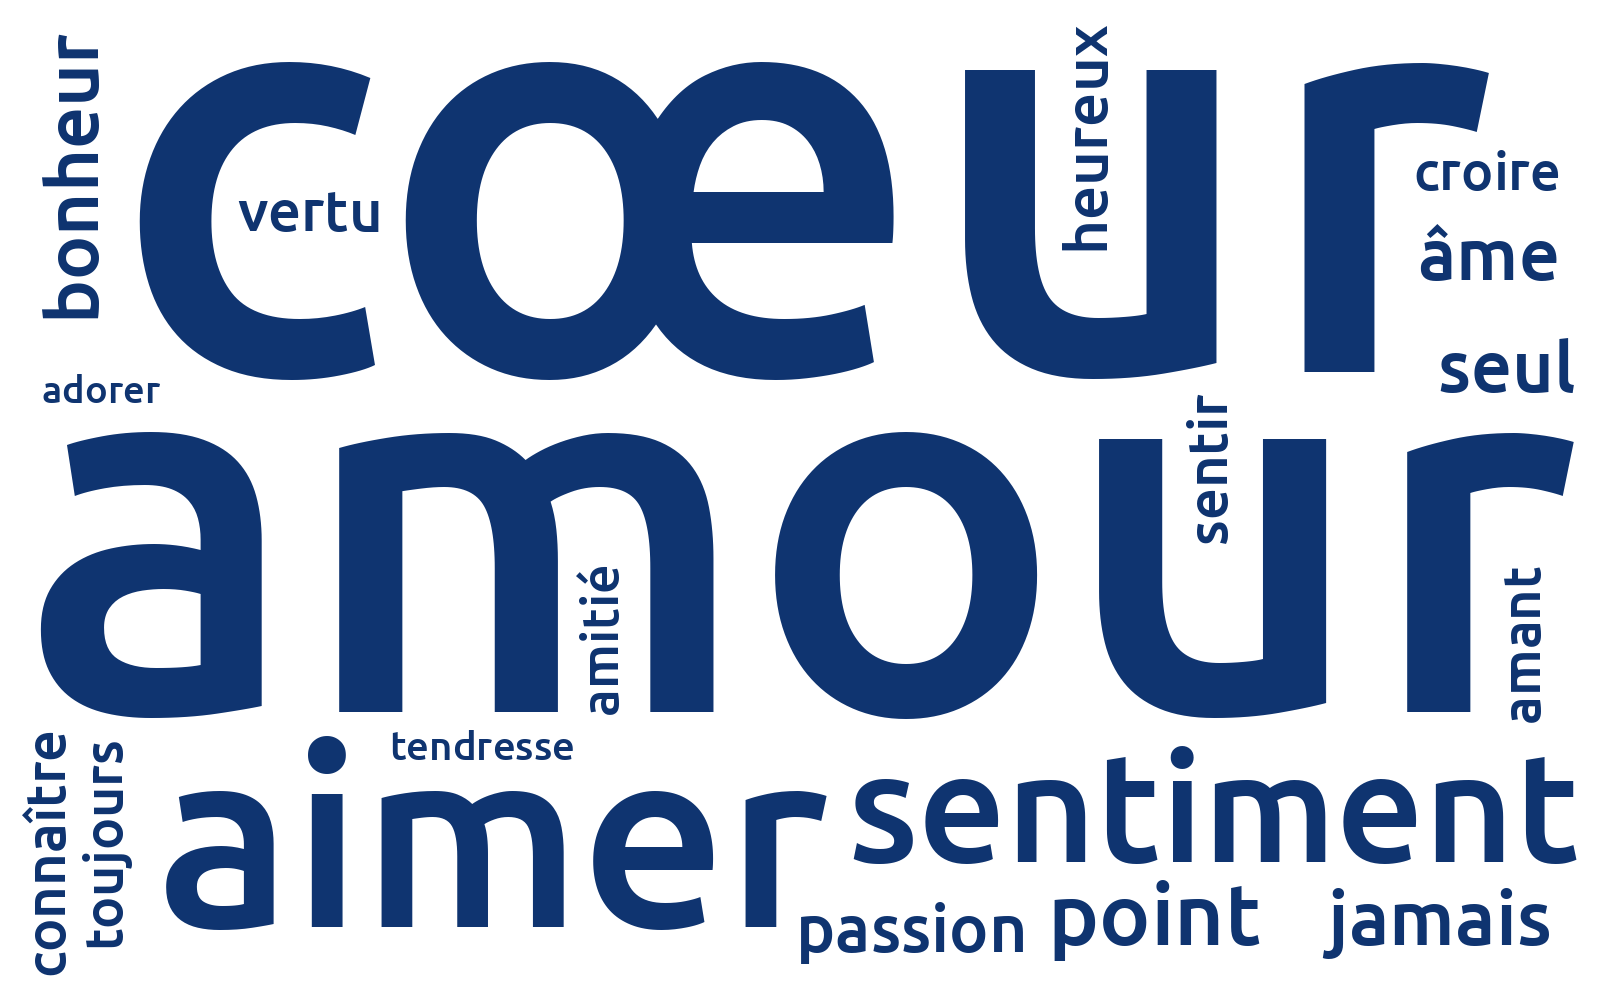 bonheur
cœur
heureux
vertu
croire
âme
seul
adorer
amour
sentir
amitié
amant
connaître
toujours
aimer
tendresse
sentiment
passion
point
jamais